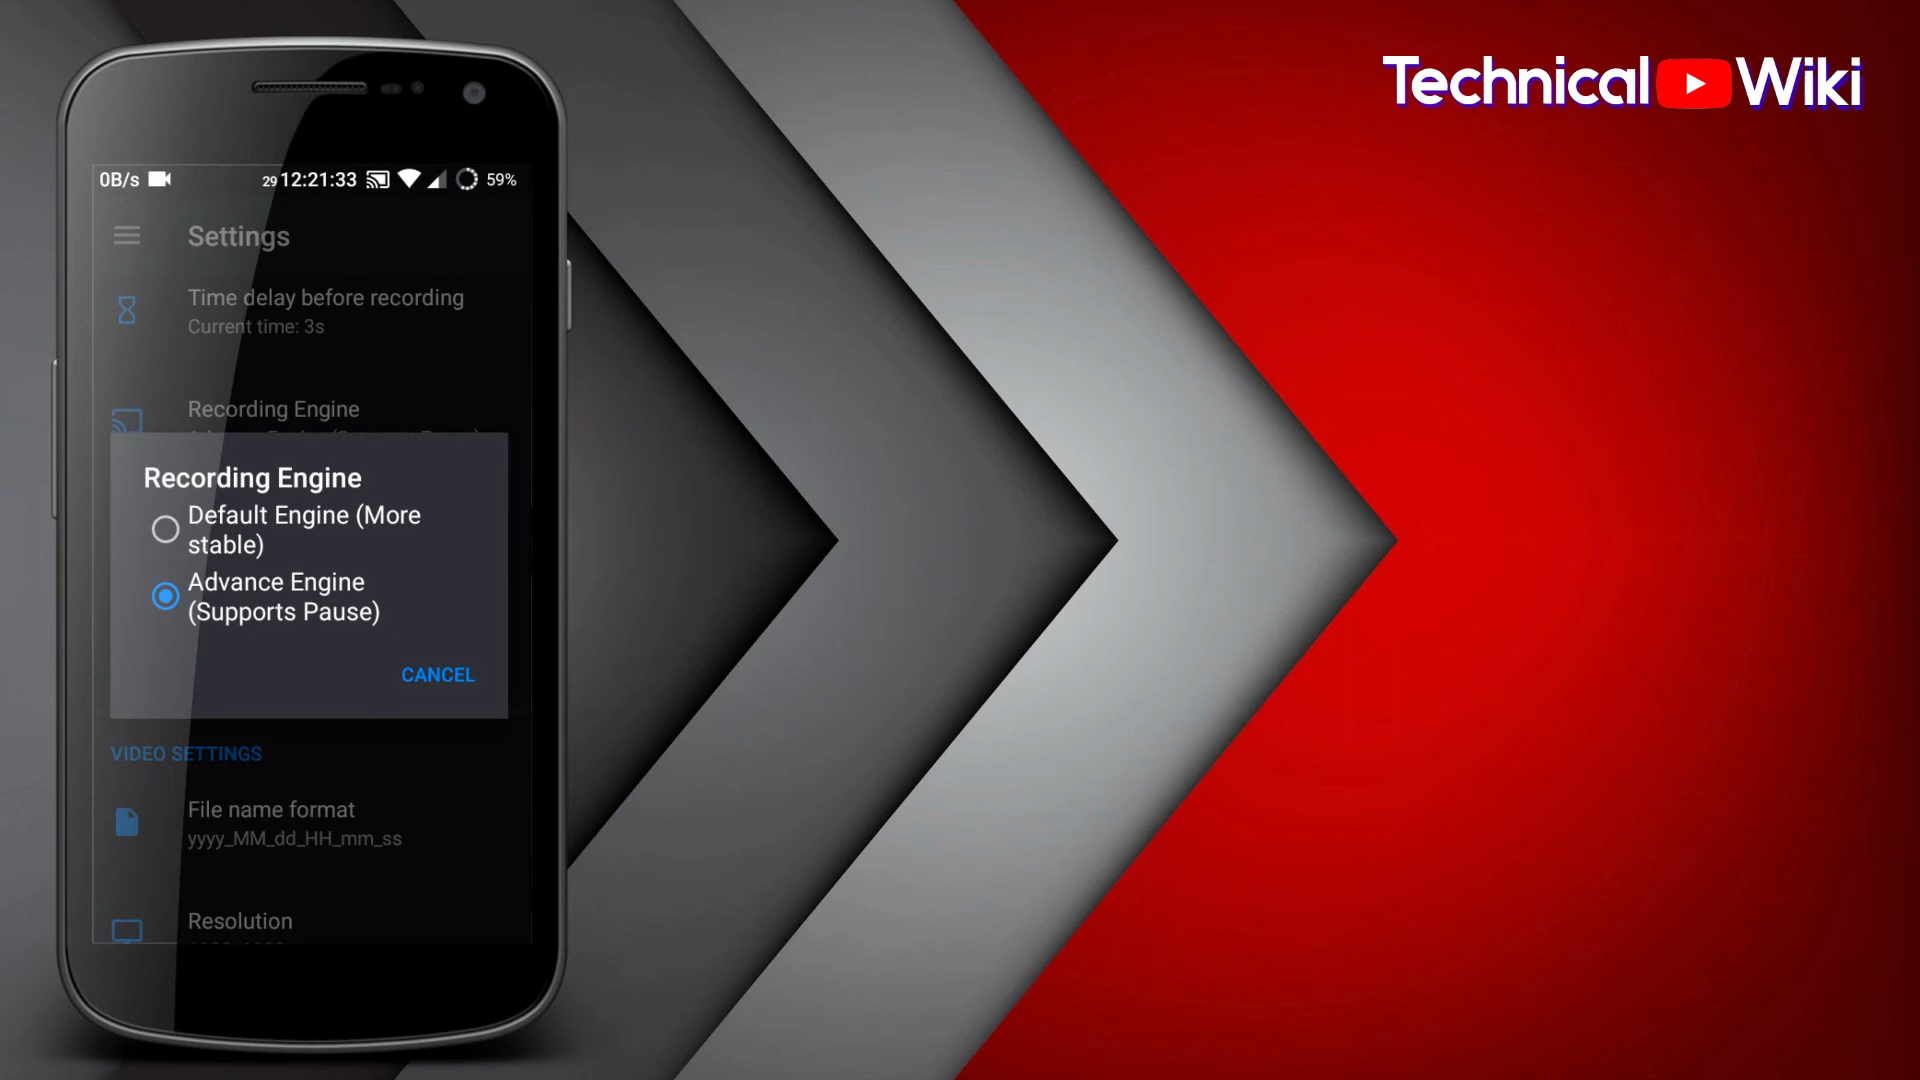 Technical Wiki
0B/s 29 12:21:33 59%
Settings
Time delay before recording
Current time: 3s
Recording Engine
Recording Engine
Default Engine (More
stable)
Advance Engine
(Supports Pause)
CANCEL
VIDEO SETTINGS
File name format
yyyy_MM_dd_HH_mm_ss
Resolution